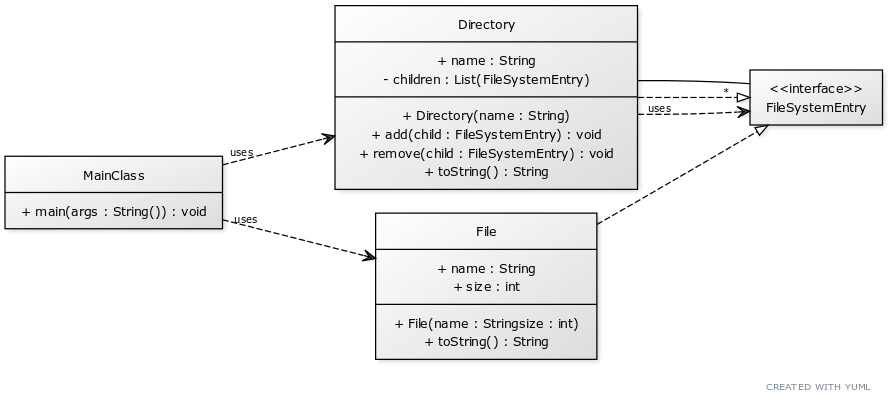 Directory
+ name : String
- children : List(FileSystemEntry)
+ Directory(name : String)
+ add(child : FileSystemEntry) : void
+ remove(child : FileSystemEntry) : void
+ toString() : String
<<interface>>
FileSystemEntry
*
uses
uses
MainClass
+ main(args : String()) : void
uses
File
+ name : String
+ size : int
+ File(name : Stringsize : int)
+ toString() : String
CREATED WITH YUML